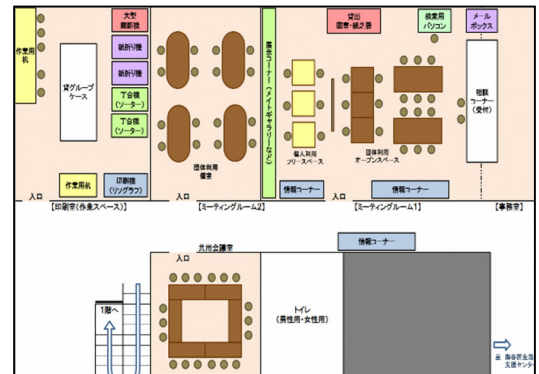 大型
裁断機
貸出
図書・紙芝居
検索用
パソコン
メール
ボックス
作業用
机
紙折り機
紙折り機
貸グループ
ケース
丁合機
(ソーター)
丁合機
(ソーター)
展示コーナー(メイトギャラリーなど)
相談
コーナー
(受付)
個人利用
フリースペース
団体利用
オープンスペース
団体利用
個室
作業用机
印刷機
(リソグラフ)
情報コーナー
情報コーナー
入口
入口
入口
入口
【印刷室(作業スペース)】
【ミーティングルーム2】
【ミーティングルーム1】
【事務室】
共用会議室
入口
情報コーナー
1階へ
トイレ
(男性用・女性用)
至
支援センター